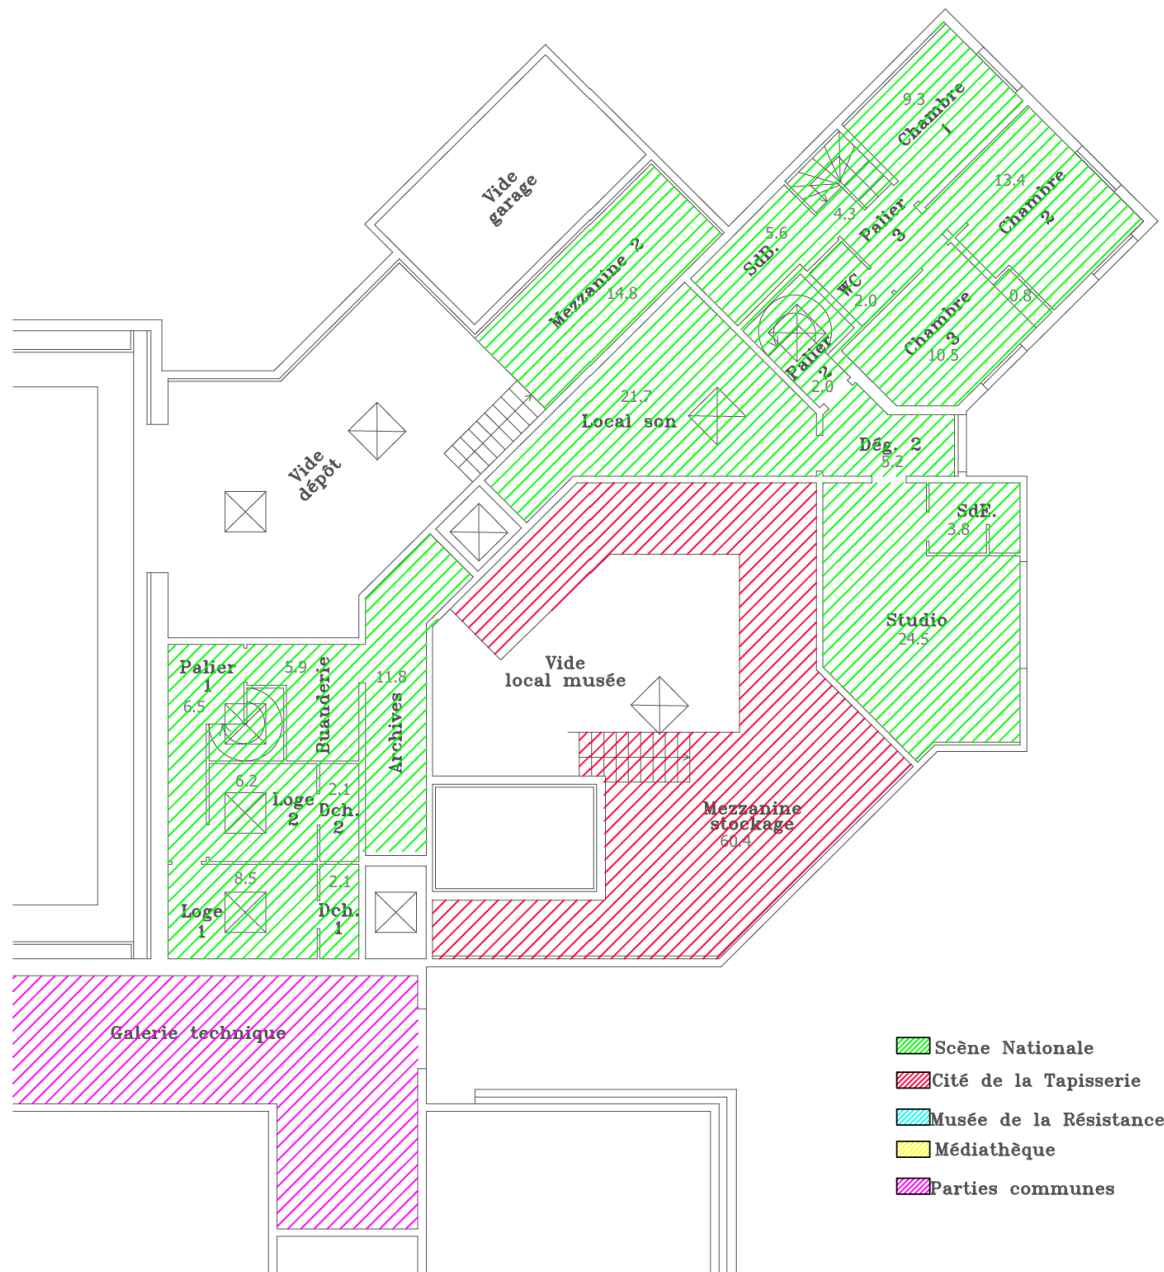 9.3
Chambre
1
Vide
garage
13.4
Chambre
2
4.3
Palier
3
5.6
SdB.
Mezzanine 2
14.8
WC
2.0
0.8
Chambre
3
10.5
Palier
2
2.0
21.7
Local son
Dég. 2
5.2
Vide
dépôt
SdE.
3.8
Studio
24.5
Vide
local musée
Palier
1
6.5
5.9
Buanderie
11.8
Archives
6.2
Loge
2
2.1
Dch.
2
Mezzanine
stockage
60.4
8.5
Loge
1
2.1
Dch.
1
Galerie technique
Scène Nationale
Cité de la Tapisserie
Musée de la Résistance
Médiathèque
Parties communes